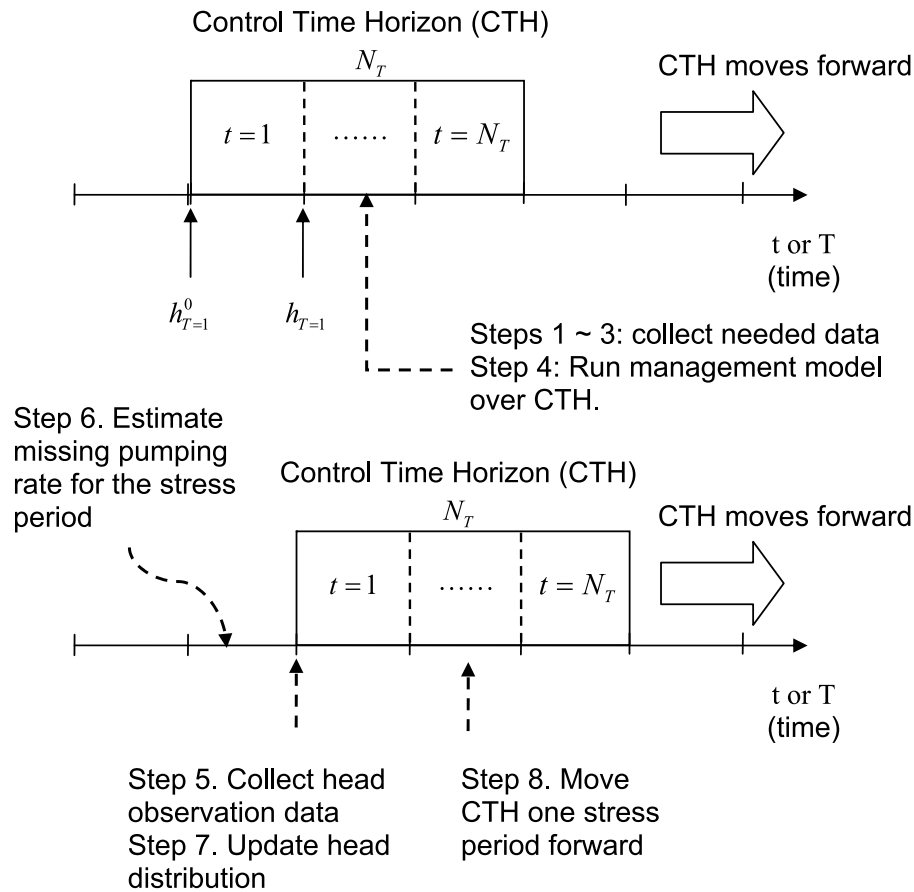 Control Time Horizon (CTH)
N_T
CTH moves forward
t = 1
......
t = N_T
t or T
(time)
h^0_{T=1}
h_{T=1}
Steps 1 ~ 3: collect needed data
Step 4: Run management model
over CTH.
Step 6. Estimate
missing pumping
rate for the stress
period
Control Time Horizon (CTH)
N_T
CTH moves forward
t = 1
......
t = N_T
t or T
(time)
Step 5. Collect head
observation data
Step 7. Update head
distribution
Step 8. Move
CTH one stress
period forward